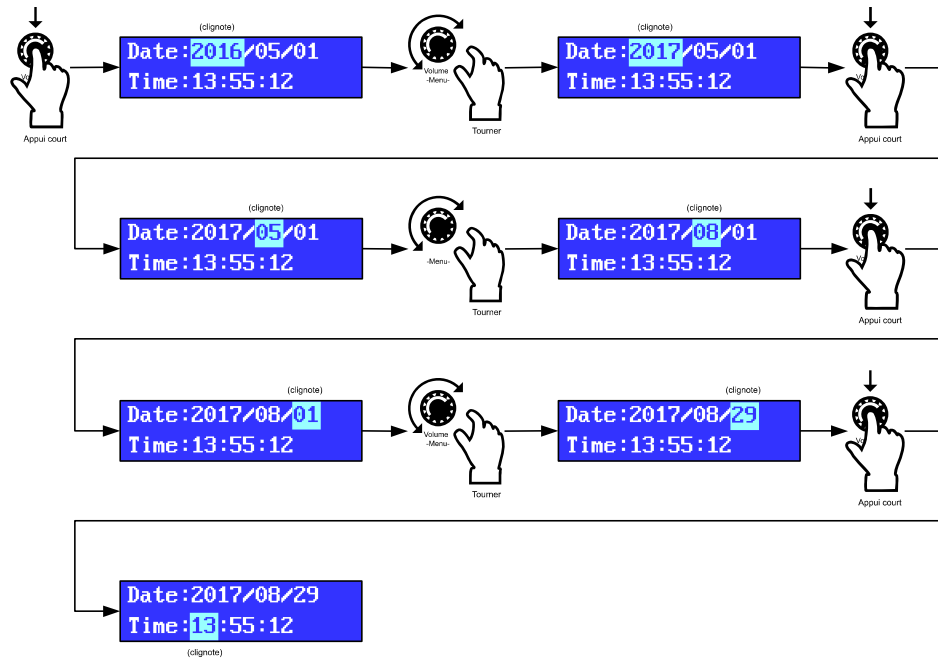 (clignote)
Date:2016/05/01
Time:13:55:12
Volume
-Menu-
Date:2017/05/01
Time:13:55:12
Appui court
Tourner
Appui court
(clignote)
(clignote)
(clignote)
Date:2017/05/01
Time:13:55:12
-Menu-
Date:2017/08/01
Time:13:55:12
Tourner
Appui court
(clignote)
(clignote)
Date:2017/08/01
Time:13:55:12
Volume
-Menu-
Date:2017/08/29
Time:13:55:12
Tourner
Appui court
Date:2017/08/29
Time:13:55:12
(clignote)